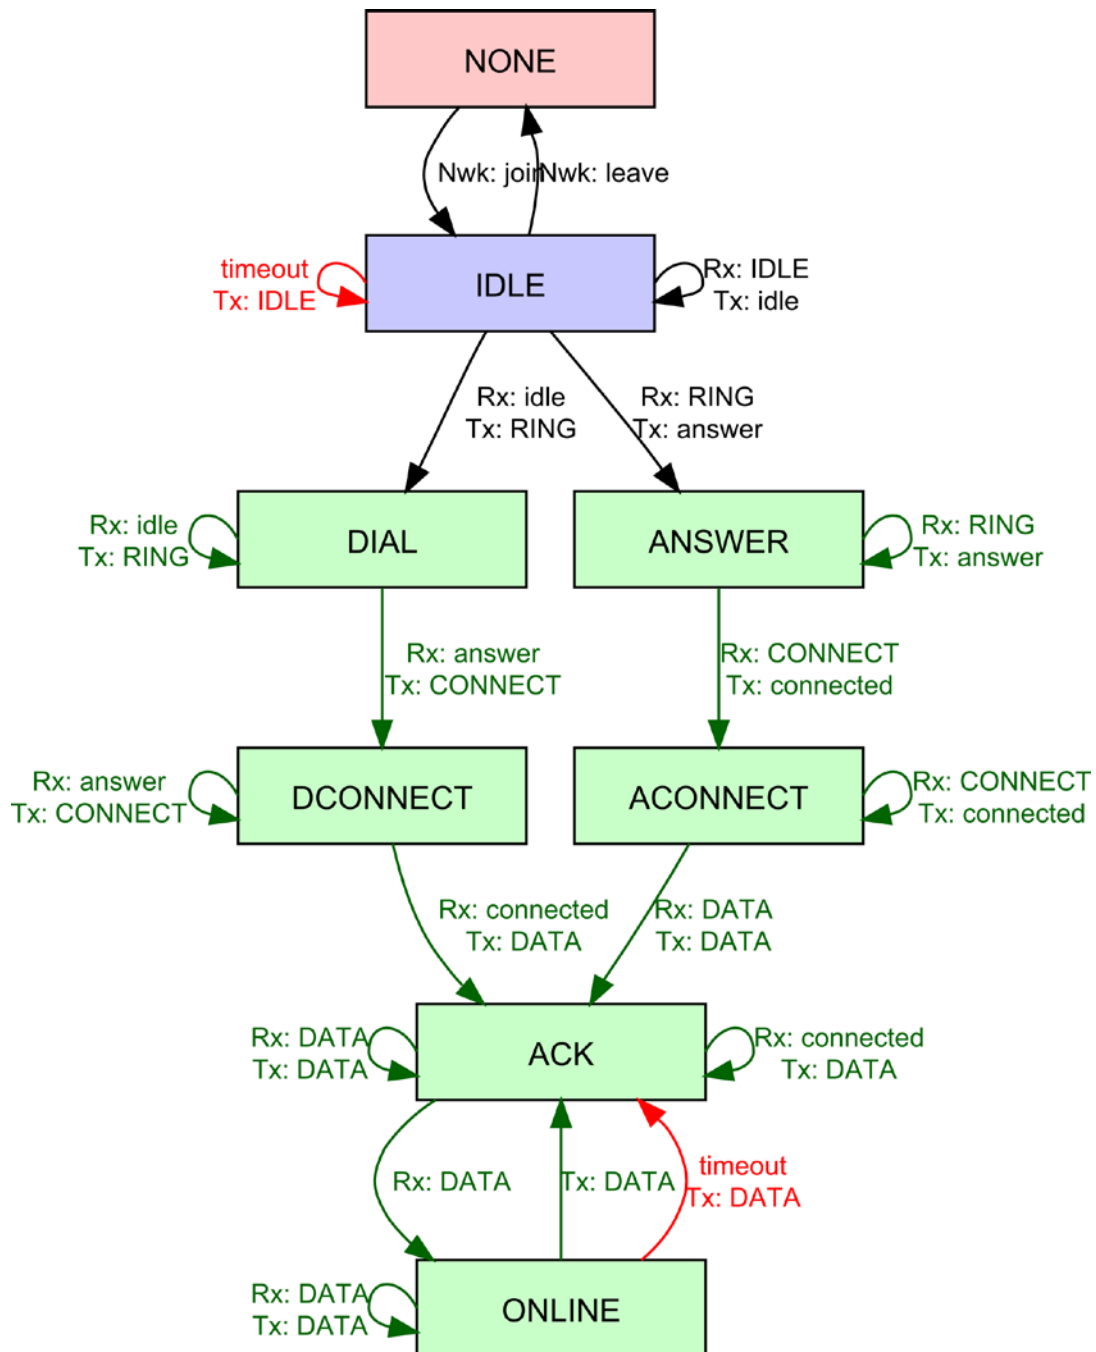 NONE
Nwk: join
Nwk: leave
timeout
Tx: IDLE
IDLE
Rx: IDLE
Tx: idle
Rx: idle
Tx: RING
Rx: RING
Tx: answer
Rx: idle
Tx: RING
DIAL
ANSWER
Rx: RING
Tx: answer
Rx: answer
Tx: CONNECT
Rx: CONNECT
Tx: connected
Rx: answer
Tx: CONNECT
DCONNECT
ACONNECT
Rx: CONNECT
Tx: connected
Rx: connected
Tx: DATA
Rx: DATA
Tx: DATA
Rx: DATA
Tx: DATA
ACK
Rx: connected
Tx: DATA
Rx: DATA
Tx: DATA
timeout
Tx: DATA
Rx: DATA
Tx: DATA
ONLINE